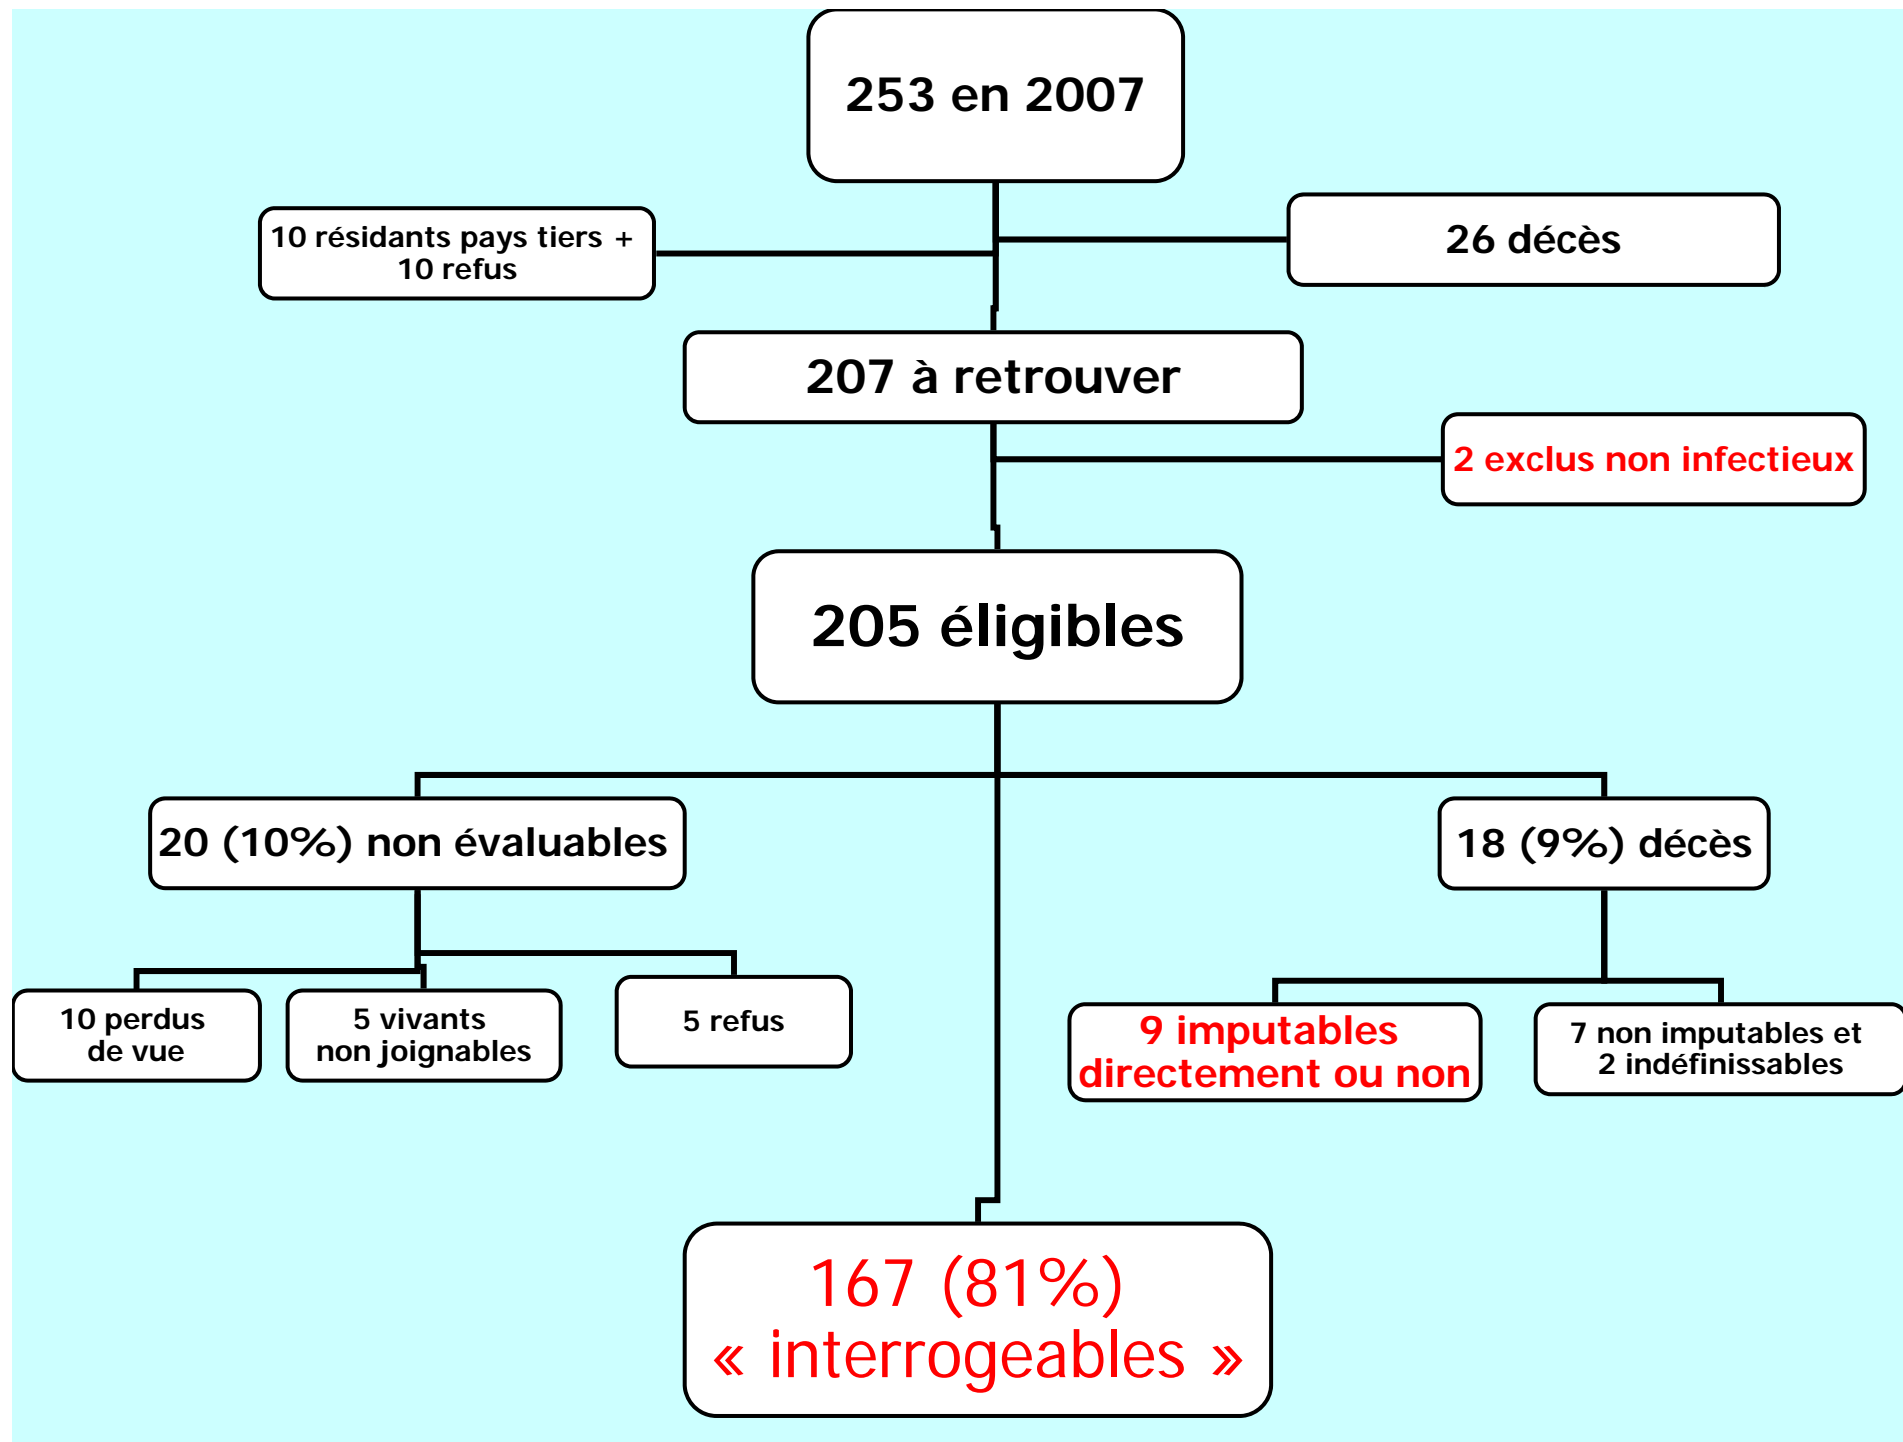 253 en 2007
10 résidants pays tiers +
10 refus
26 décès
207 à retrouver
2 exclus non infectieux
205 éligibles
20 (10%) non évaluables
18 (9%) décès
10 perdus
de vue
5 vivants
non joignables
5 refus
9 imputables
directement ou non
7 non imputables et
2 indéfinissables
167 (81%)
« interrogeables »